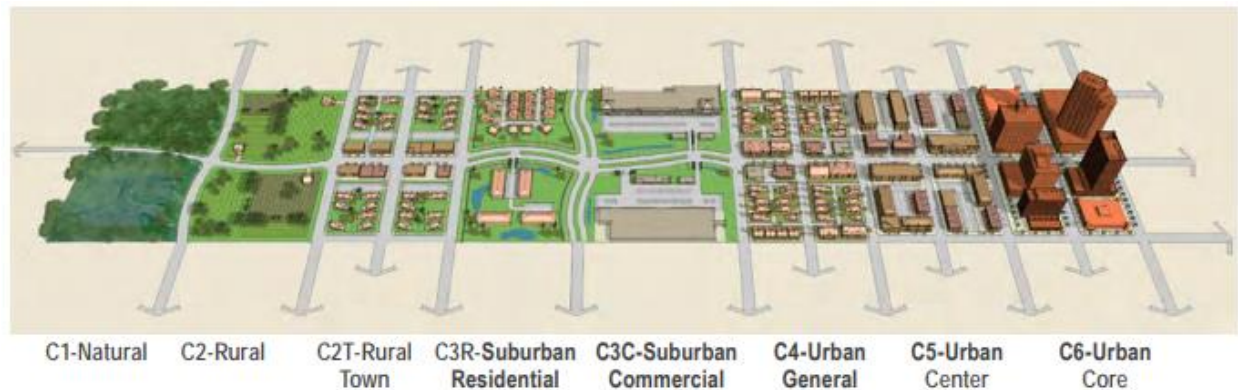 C1-Natural C2-Rural C2T-Rural C3R-Suburban C3C-Suburban C4-Urban C5-Urban C6-Urban
Town Residential Commercial General Center Core